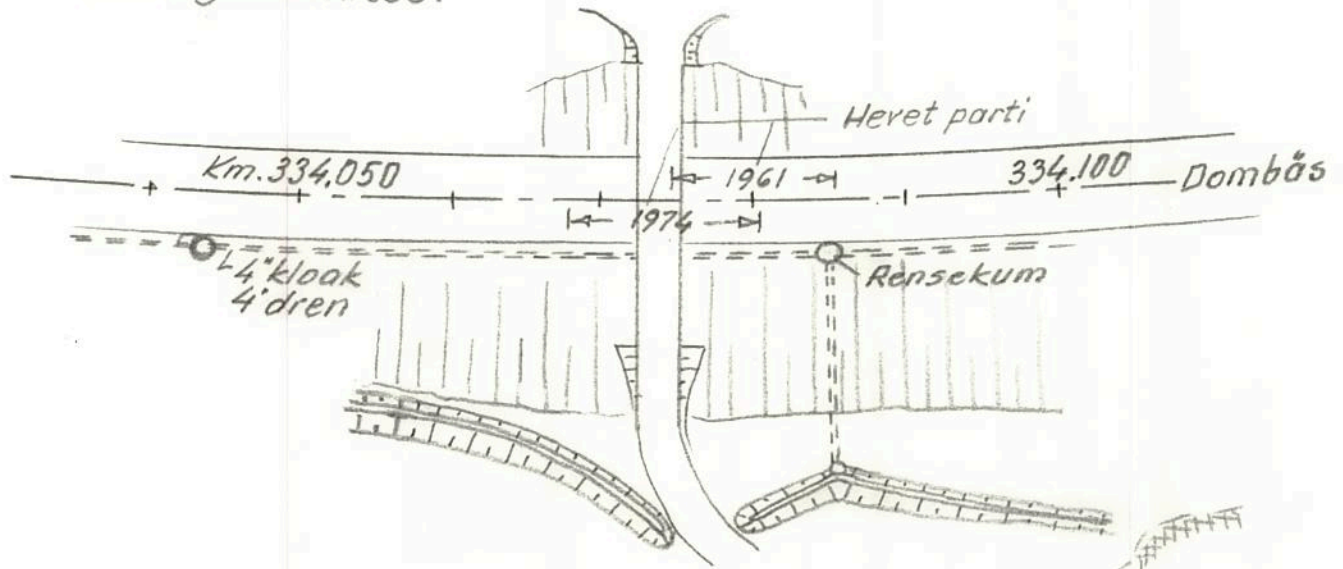 Hevet parti
Km.334,050
1961
334.100
Dombås
1974
4" kloak
4" dren
Rensekum